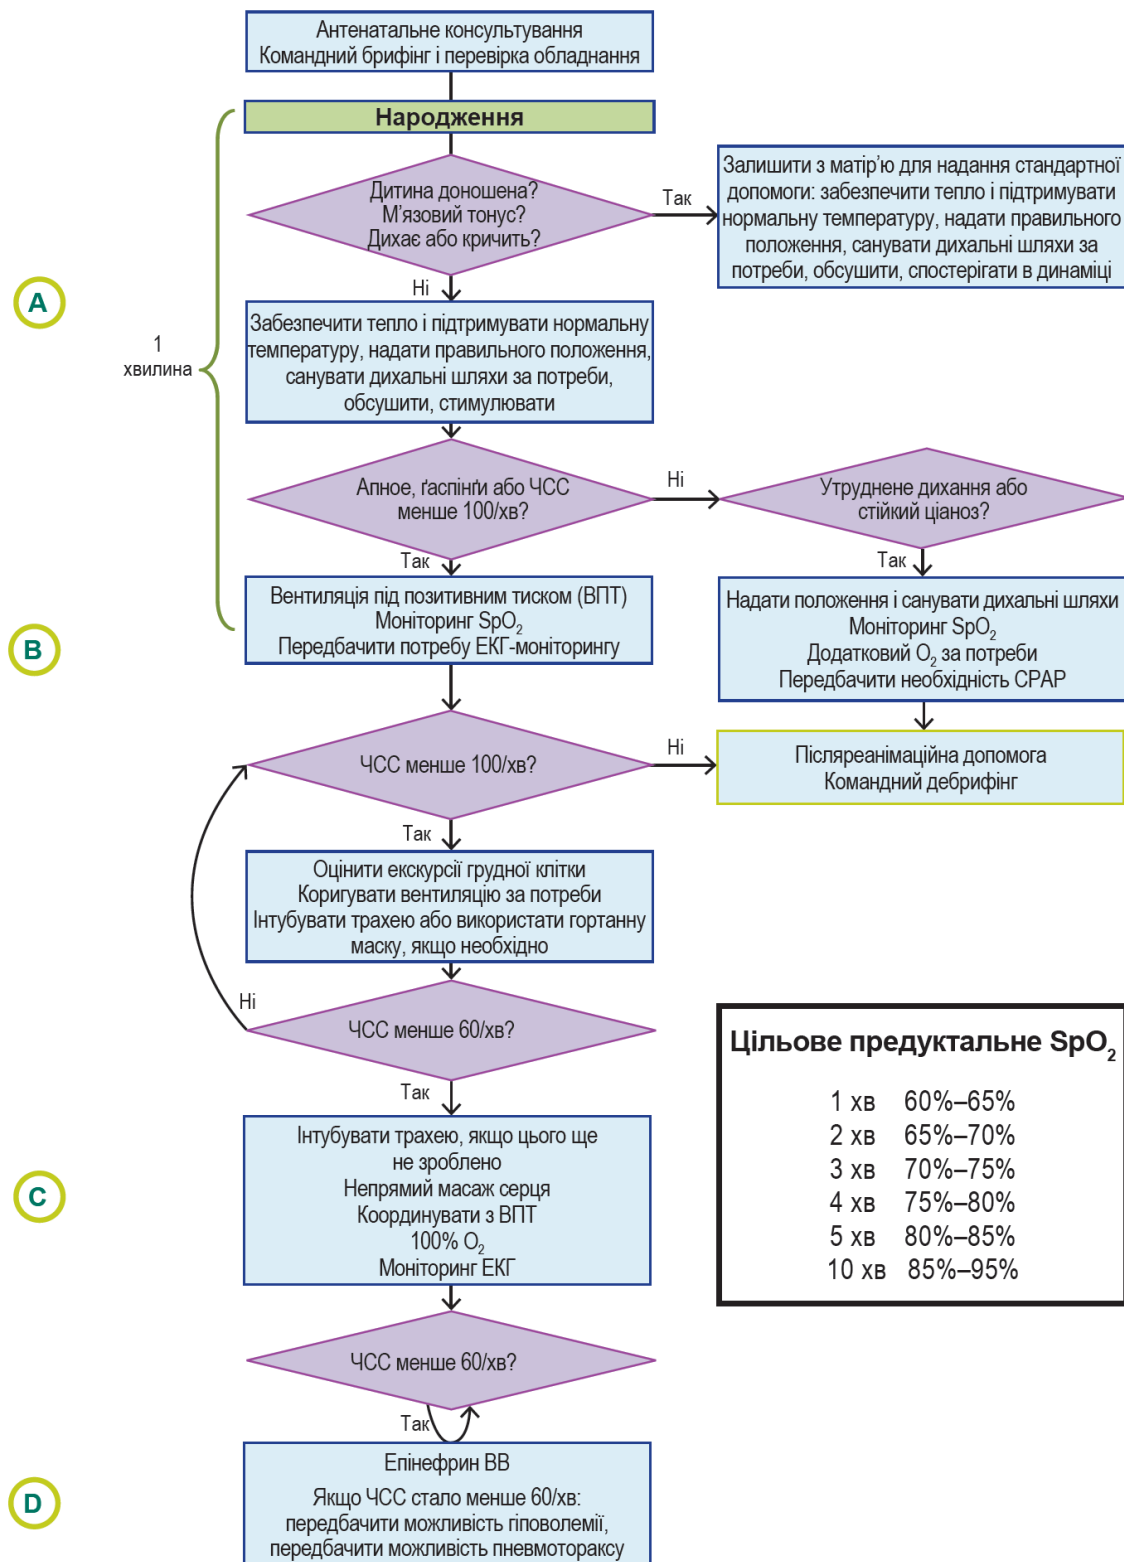 Антенатальне консультування
Командний брифінг і перевірка обладнання
Народження
Дитина доношена?
М’язовий тонус?
Дихає або кричить?
Так
Залишити з матір’ю для надання стандартної
допомоги: забезпечити тепло і підтримувати
нормальну температуру, надати правильного
положення, санувати дихальні шляхи за
потреби, обсушити, спостерігати в динаміці
Ні
A
1
хвилина
Забезпечити тепло і підтримувати нормальну
температуру, надати правильного положення,
санувати дихальні шляхи за потреби,
обсушити, стимулювати
Апное, ґаспінґи або ЧСС
менше 100/хв?
Ні
Утруднене дихання або
стійкий ціаноз?
Так
Так
B
Вентиляція під позитивним тиском (ВПТ)
Моніторинг SpO₂
Передбачити потребу ЕКГ-моніторингу
Надати положення і санувати дихальні шляхи
Моніторинг SpO₂
Додатковий O₂ за потреби
Передбачити необхідність CPAP
ЧСС менше 100/хв?
Ні
Післяреанімаційна допомога
Командний дебрифінг
Так
Оцінити екскурсії грудної клітки
Коригувати вентиляцію за потреби
Інтубувати трахею або використати гортанну
маску, якщо необхідно
Ні
ЧСС менше 60/хв?
Так
C
Інтубувати трахею, якщо цього ще
не зроблено
Непрямий масаж серця
Координувати з ВПТ
100% O₂
Моніторинг ЕКГ
Цільове предуктальне SpO₂
1 хв 60%–65%
2 хв 65%–70%
3 хв 70%–75%
4 хв 75%–80%
5 хв 80%–85%
10 хв 85%–95%
ЧСС менше 60/хв?
Так
D
Епінефрин ВВ
Якщо ЧСС стало менше 60/хв:
передбачити можливість гіповолемії,
передбачити можливість пневмотораксу